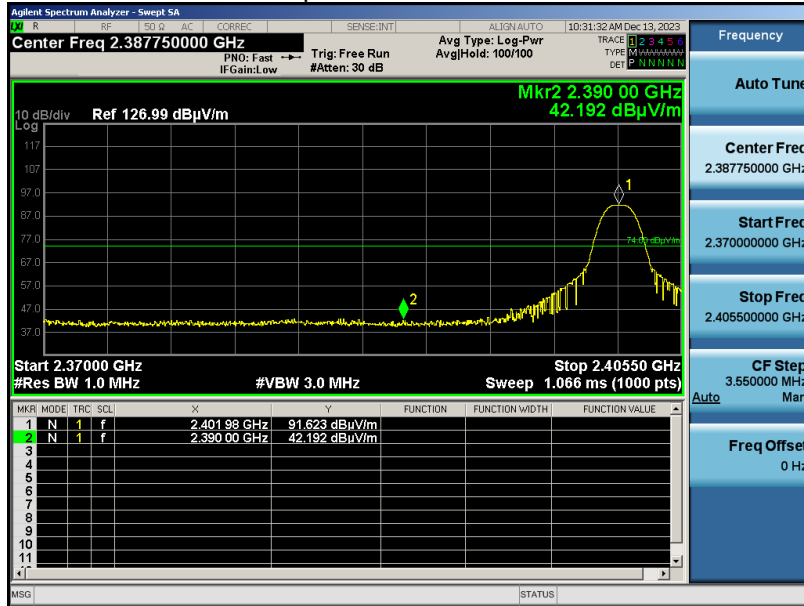 Agilent Spectrum Analyzer - Swept SA
LXI R RF 50 Ω AC CORREC SENSE:INT ALIGN AUTO 10:31:32 AM Dec 13, 2023
Center Freq 2.387750000 GHz
PNO: Fast
IFGain:Low
Trig: Free Run
#Atten: 30 dB
Avg Type: Log-Pwr
Avg|Hold: 100/100
TRACE 1 2 3 4 5 6
TYPE M
DET P N N N N N
Mkr2 2.390 00 GHz
42.192 dBµV/m
10 dB/div Ref 126.99 dBµV/m
Log
117
107
97.0
87.0
77.0
67.0
57.0
47.0
37.0
1
74.00 dBµV/m
2
Start 2.37000 GHz Stop 2.40550 GHz
#Res BW 1.0 MHz #VBW 3.0 MHz Sweep 1.066 ms (1000 pts)
MKR MODE TRC SCL X Y FUNCTION FUNCTION WIDTH FUNCTION VALUE
1 N 1 f 2.401 98 GHz 91.623 dBµV/m
2 N 1 f 2.390 00 GHz 42.192 dBµV/m
3
4
5
6
7
8
9
10
11
MSG STATUS
Frequency
Auto Tune
Center Freq
2.387750000 GHz
Start Freq
2.370000000 GHz
Stop Freq
2.405500000 GHz
CF Step
3.550000 MHz
Auto Man
Freq Offset
0 Hz